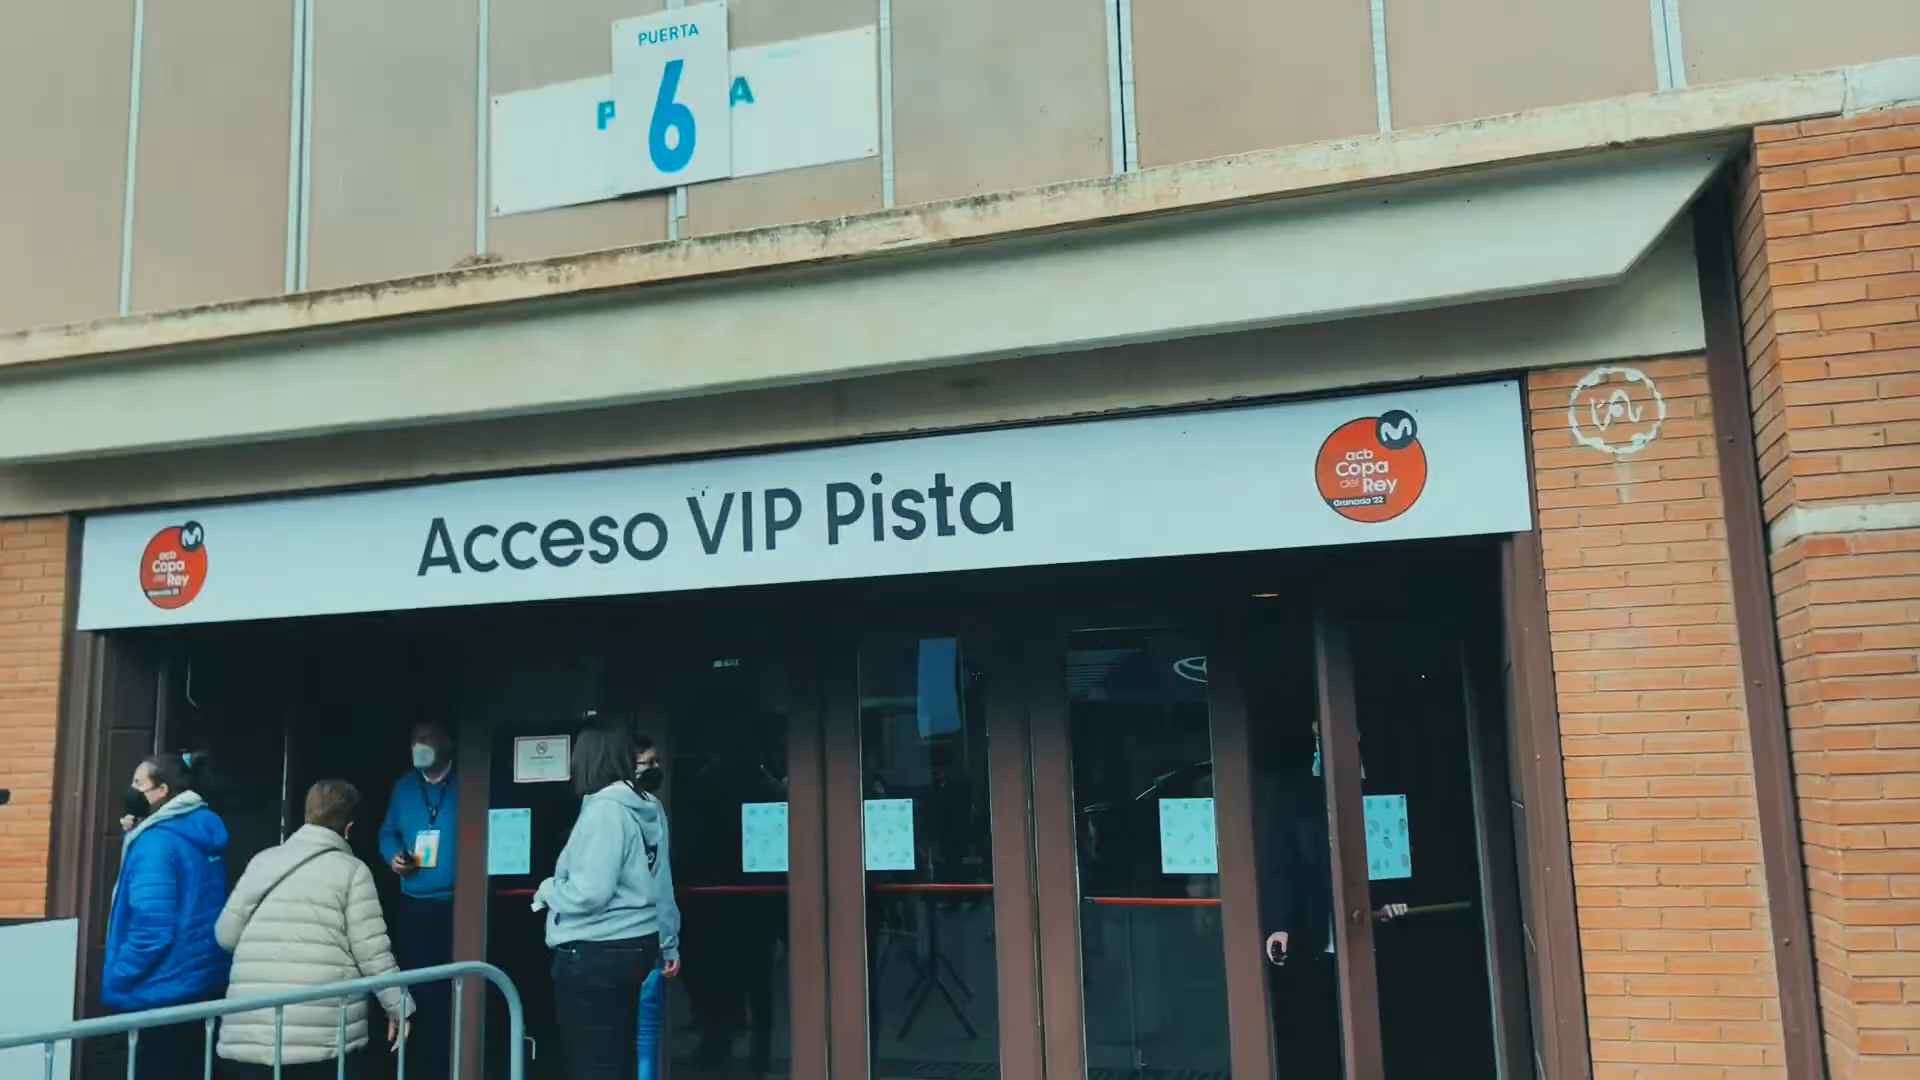 PUERTA
6
P
A
Acceso VIP Pista
acb
Copa
del Rey
Granada '22
acb
Copa
del Rey